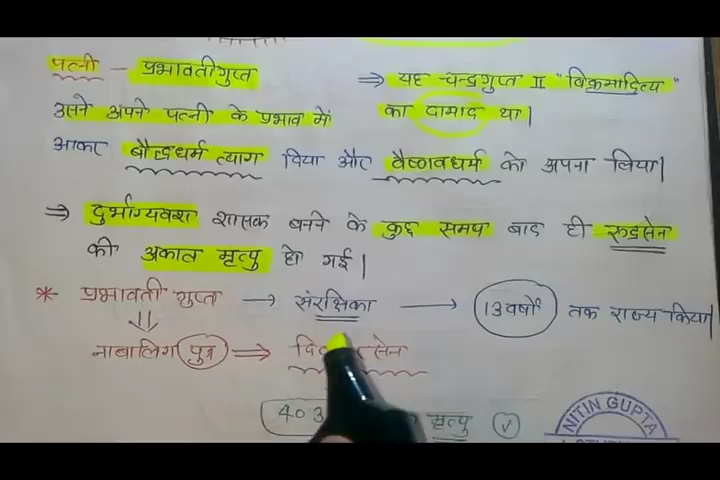 पत्नी - प्रभावतीगुप्त ⇒ यह चन्द्रगुप्त II "विक्रमादित्य"
उसने अपने पत्नी के प्रभाव में का दामाद था|
आकर बौद्धधर्म त्याग दिया और वैष्णवधर्म को अपना लिया|
⇒ दुर्भाग्यवश शासक बनने के कुछ समय बाद ही रुद्रसेन
की अकाल मृत्यु हो गई|
* प्रभावती गुप्त → संरक्षिका → 13 वर्षों तक राज्य किया|
⇓
नाबालिग पुत्र ⇒ सेन
403 मृत्यु ✓
NITIN GUPTA